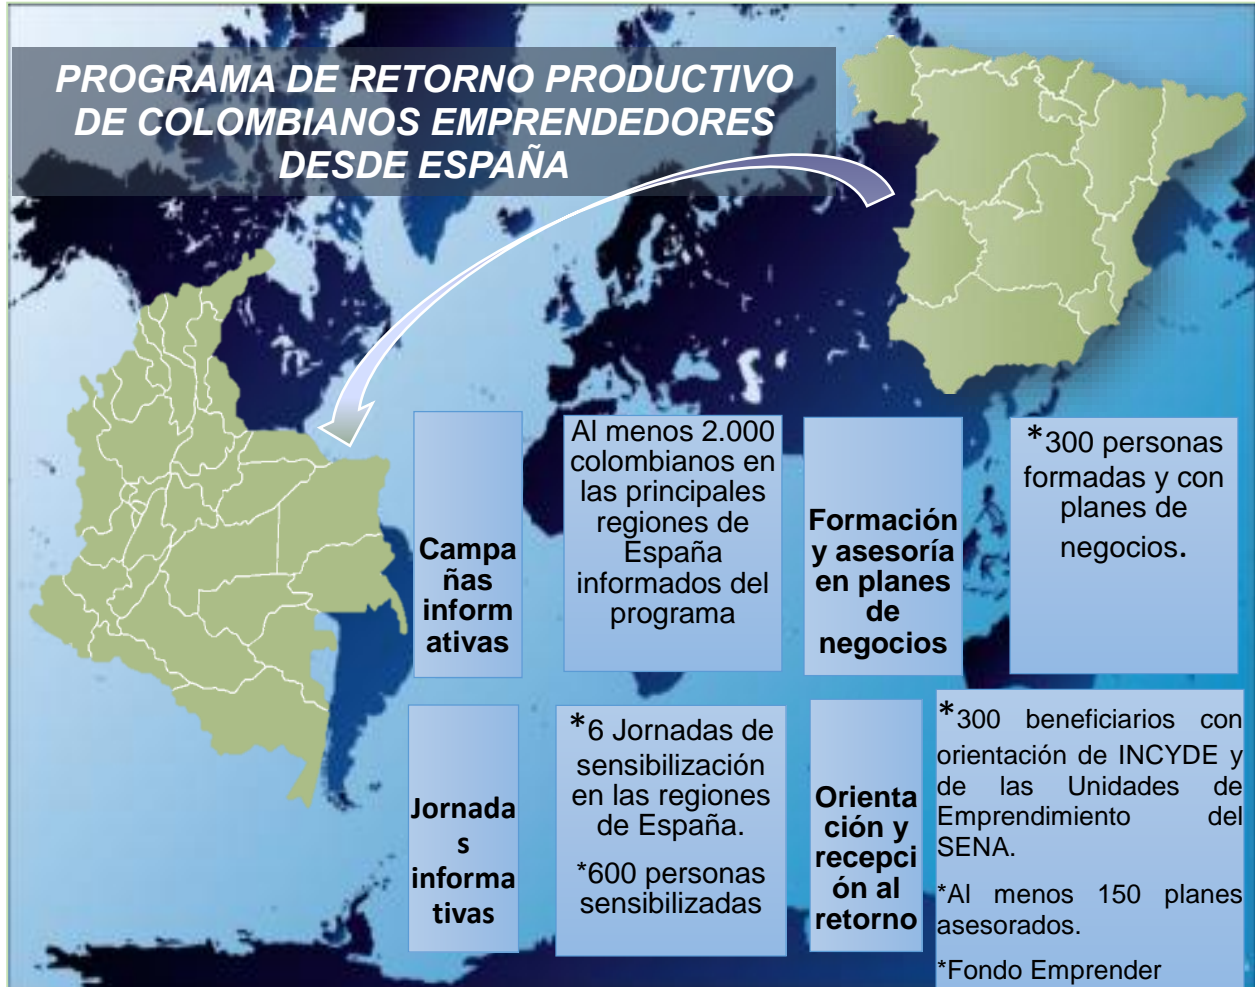 PROGRAMA DE RETORNO PRODUCTIVO
DE COLOMBIANOS EMPRENDEDORES
DESDE ESPAÑA
Campa
ñas
inform
ativas
Al menos 2.000
colombianos en
las principales
regiones de
España
informados del
programa
Formación
y asesoría
en planes
de
negocios
*300 personas
formadas y con
planes de
negocios.
Jornada
s
informa
tivas
*6 Jornadas de
sensibilización
en las regiones
de España.
*600 personas
sensibilizadas
Orienta
ción y
recepci
ón al
retorno
*300 beneficiarios con
orientación de INCYDE y
de las Unidades de
Emprendimiento del
SENA.
*Al menos 150 planes
asesorados.
*Fondo Emprender